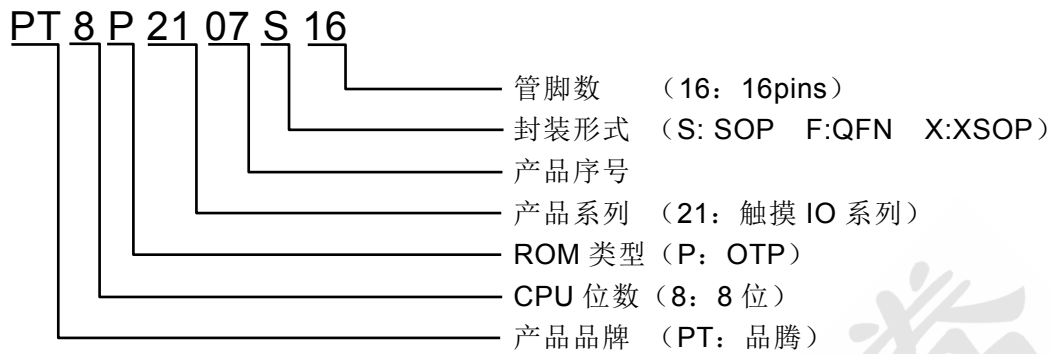 PT 8 P 21 07 S 16
管脚数 （16：16pins）
封装形式 （S: SOP F:QFN X:XSOP）
产品序号
产品系列 （21：触摸 IO 系列）
ROM 类型（P：OTP）
CPU 位数（8：8 位）
产品品牌 （PT：品腾）